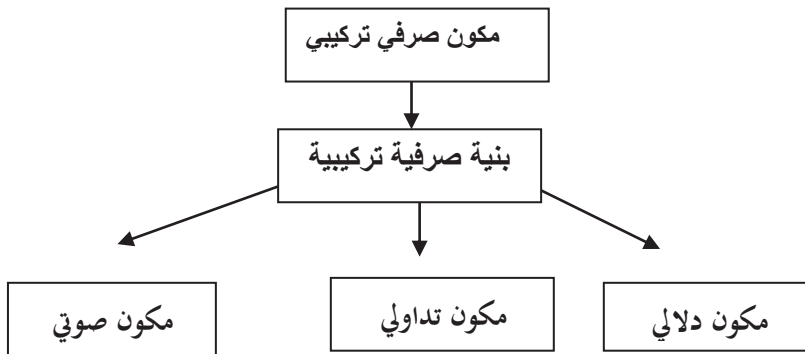 مكون صرفي تركيبي
بنية صرفية تركيبية
مكون دلالي
مكون تداولي
مكون صوتي